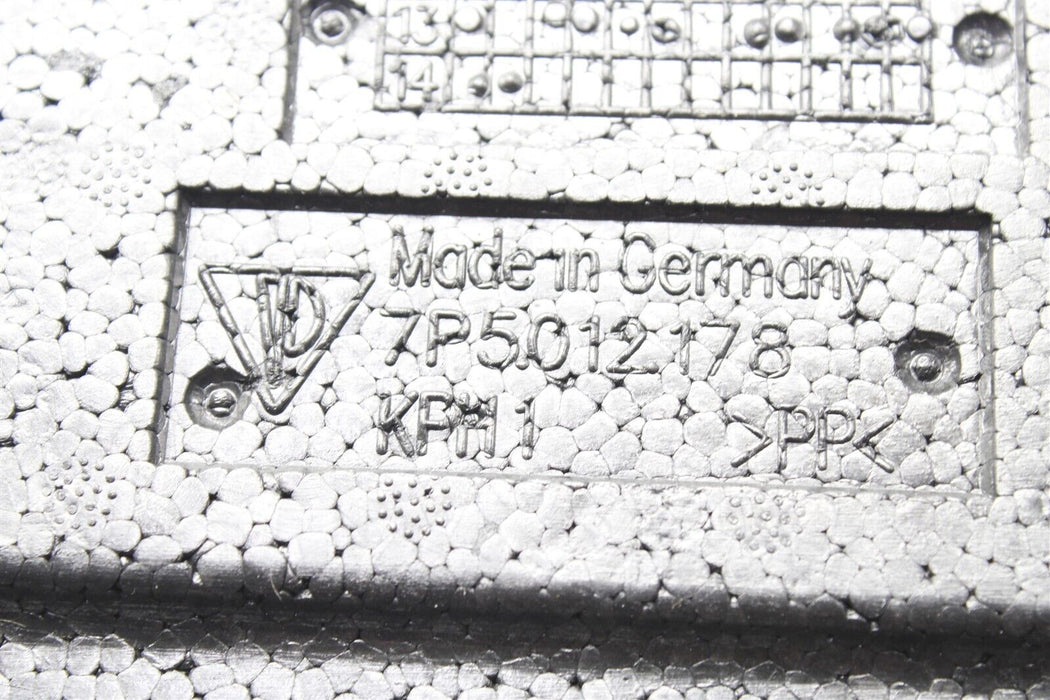 13
14
Made in Germany
7P5.012.178
KPH 1
>PP<